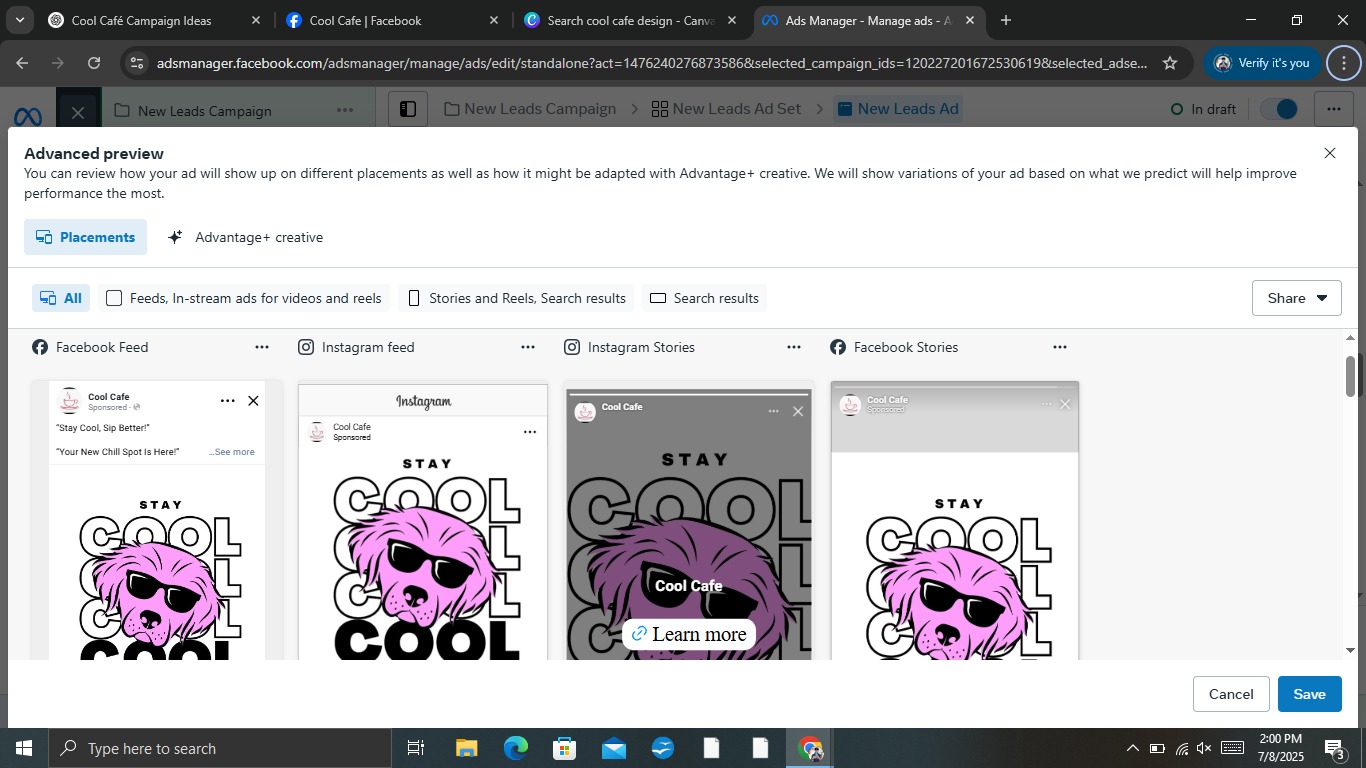 Cool Café Campaign Ideas
Cool Cafe | Facebook
Search cool cafe design - Canva
Ads Manager - Manage ads - A
adsmanager.facebook.com/adsmanager/manage/ads/edit/standalone?act=1476240276873586&selected_campaign_ids=120227201672530619&selected_adse...
Verify it's you
New Leads Campaign
New Leads Campaign
New Leads Ad Set
New Leads Ad
In draft
Advanced preview
You can review how your ad will show up on different placements as well as how it might be adapted with Advantage+ creative. We will show variations of your ad based on what we predict will help improve
performance the most.
Placements
Advantage+ creative
All
Feeds, In-stream ads for videos and reels
Stories and Reels, Search results
Search results
Share
Facebook Feed
Instagram feed
Instagram Stories
Facebook Stories
Cool Cafe
Sponsored ·
"Stay Cool, Sip Better!"
"Your New Chill Spot Is Here!"
...See more
STAY
COOL
COOL
COOL
COOL
Instagram
Cool Cafe
Sponsored
STAY
COOL
COOL
COOL
COOL
Cool Cafe
STAY
COOL
COOL
COOL
Cool Cafe
Learn more
Cool Cafe
Sponsored
STAY
COOL
COOL
COOL
Cancel
Save
Type here to search
2:00 PM
7/8/2025
3